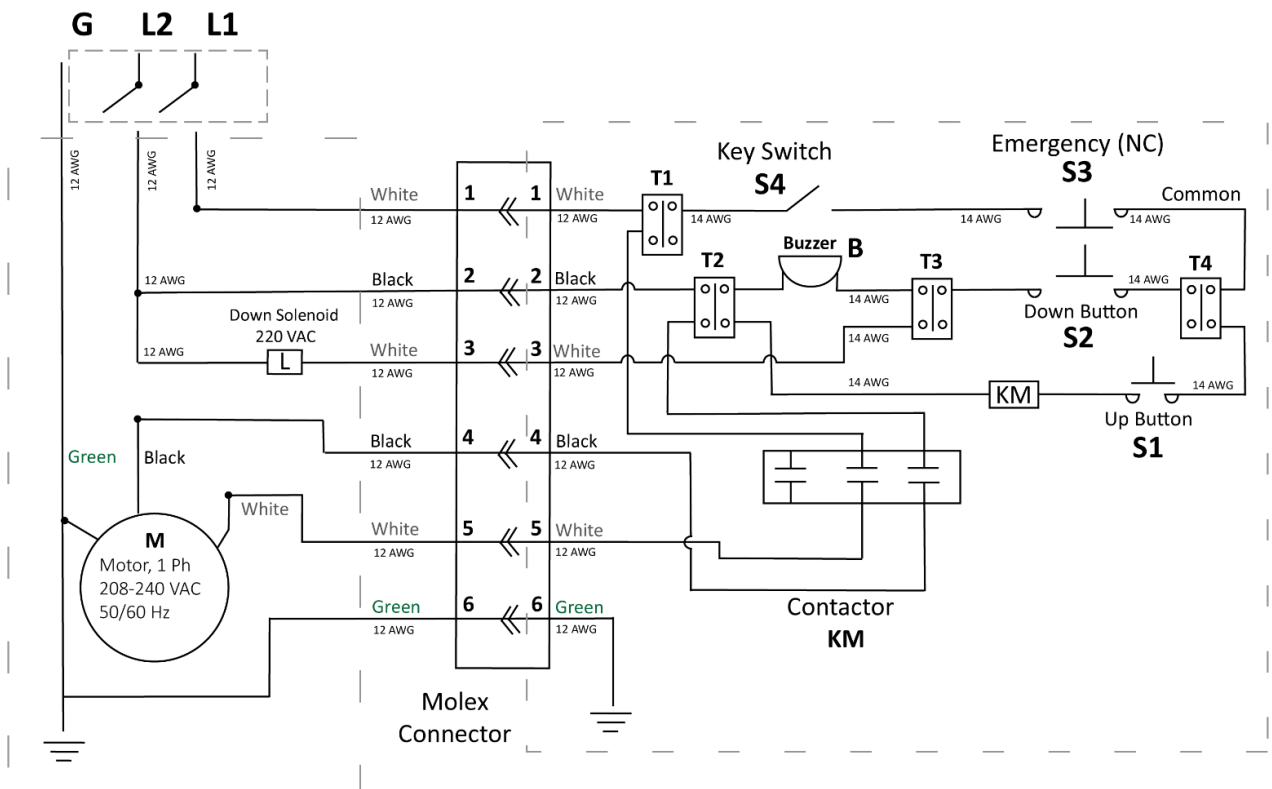 G L2 L1
12 AWG
12 AWG
12 AWG
White
12 AWG
1 1
White
12 AWG
T1
14 AWG
Key Switch
S4
14 AWG
Emergency (NC)
S3
Common
14 AWG
12 AWG
Black
12 AWG
2 2
Black
12 AWG
T2
Buzzer B
14 AWG
T3
14 AWG
Down Button
S2
14 AWG
T4
Down Solenoid
220 VAC
12 AWG
L
White
12 AWG
3 3
White
12 AWG
14 AWG
KM
14 AWG
Up Button
S1
Green
Black
Black
12 AWG
4 4
Black
12 AWG
White
White
12 AWG
5 5
White
12 AWG
M
Motor, 1 Ph
208-240 VAC
50/60 Hz
Green
12 AWG
6 6
Green
12 AWG
Contactor
KM
Molex
Connector